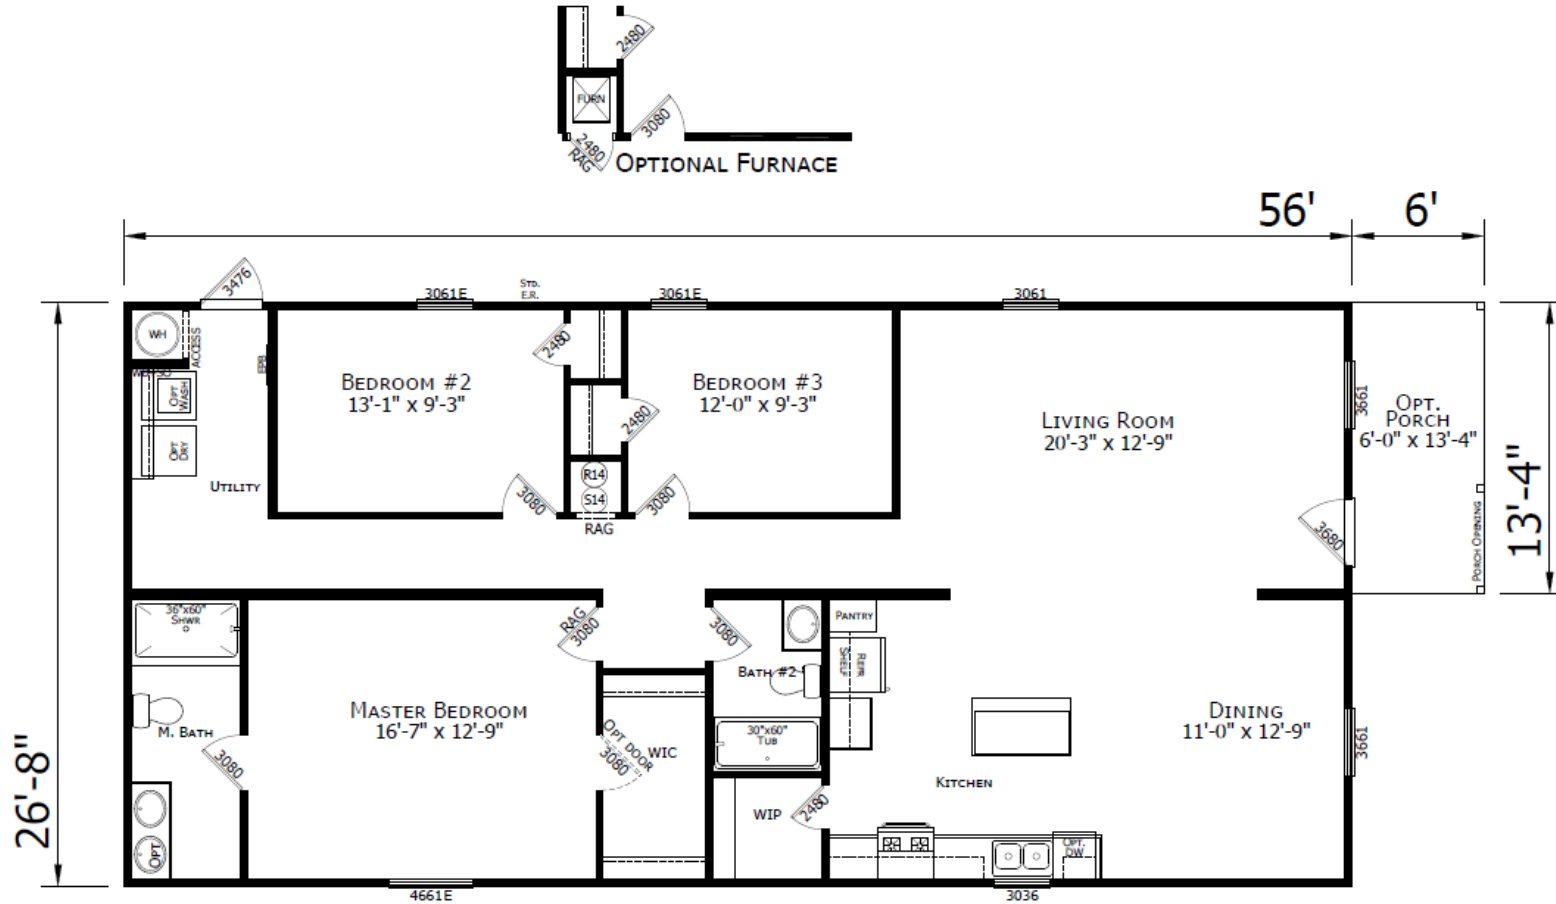 2480
FURN
3080
2480
RAG
OPTIONAL FURNACE
56'
6'
3476
3061E
STD.
E.R.
3061E
3061
WH
ACCESS
EPB
OPT
WASH
OPT
DRY
UTILITY
BEDROOM #2
13'-1" x 9'-3"
2480
2480
BEDROOM #3
12'-0" x 9'-3"
LIVING ROOM
20'-3" x 12'-9"
3661
OPT.
PORCH
6'-0" x 13'-4"
13'-4"
R14
S14
RAG
3080
3080
3680
PORCH OPENING
36"x60"
SHWR
RAG
3080
3080
PANTRY
REFR
SHELF
BATH #2
M. BATH
3080
MASTER BEDROOM
16'-7" x 12'-9"
OPT DOOR
3080
WIC
30"x60"
TUB
DINING
11'-0" x 12'-9"
3661
KITCHEN
WIP
2480
OPT.
DW
OPT
26'-8"
4661E
3036